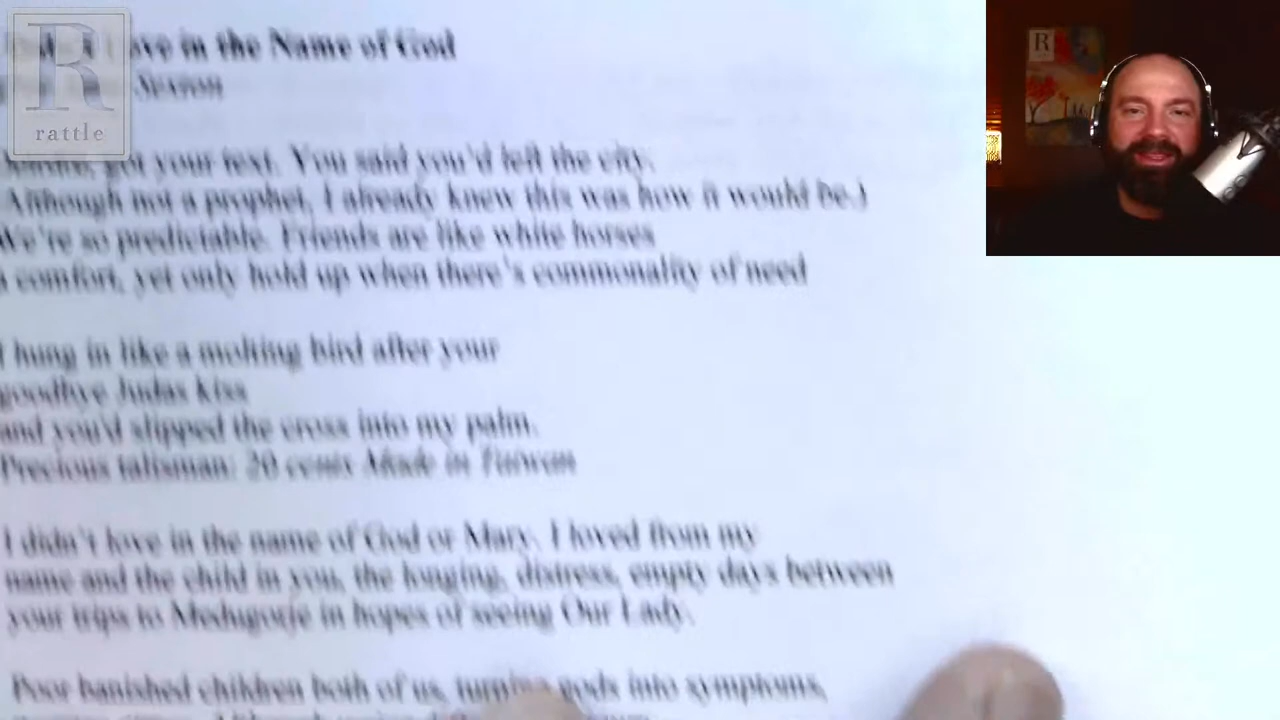 Love in the Name of God
Sexton
got your text. You said you'd left the city.
Although not a prophet, I already knew this was how it would be.)
We're so predictable. Friends are like white horses
a comfort, yet only hold up when there's commonality of need
I hung in like a molting bird after your
goodbye Judas kiss
and you'd slipped the cross into my palm.
Precious talisman: 20 cents Made in Taiwan
I didn't love in the name of God or Mary. I loved from my
name and the child in you, the longing, distress, empty days between
your trips to Medugorje in hopes of seeing Our Lady.
Poor banished children both of us, turning gods into symptoms,
R
rattle
R